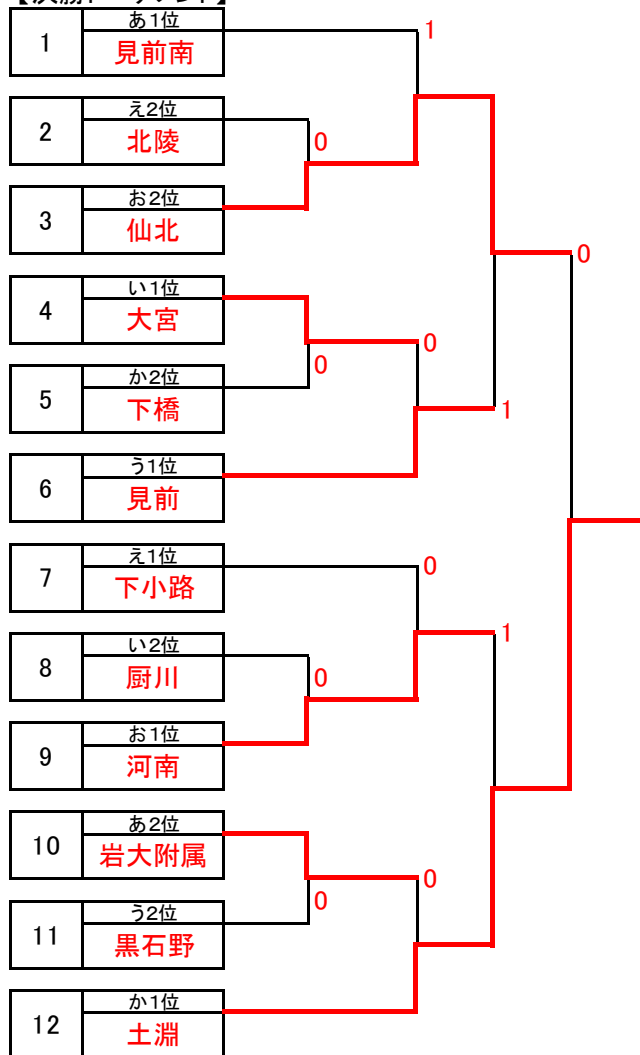 1
あ1位
見前南
1
2
え2位
北陵
0
3
お2位
仙北
0
4
い1位
大宮
0
0
5
か2位
下橋
1
6
う1位
見前
7
え1位
下小路
0
1
8
い2位
厨川
0
9
お1位
河南
10
あ2位
岩大附属
0
0
11
う2位
黒石野
12
か1位
土淵